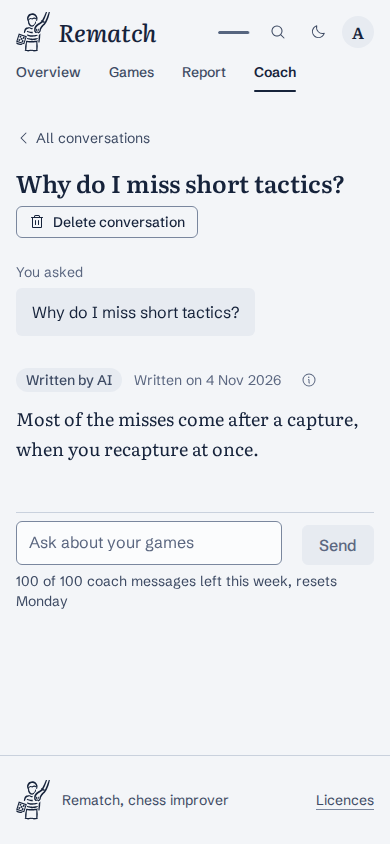 Rematch
A
Overview Games Report Coach
All conversations
Why do I miss short tactics?
Delete conversation
You asked
Why do I miss short tactics?
Written by AI Written on 4 Nov 2026
Most of the misses come after a capture,
when you recapture at once.
Ask about your games
Send
100 of 100 coach messages left this week, resets
Monday
Rematch, chess improver
Licences